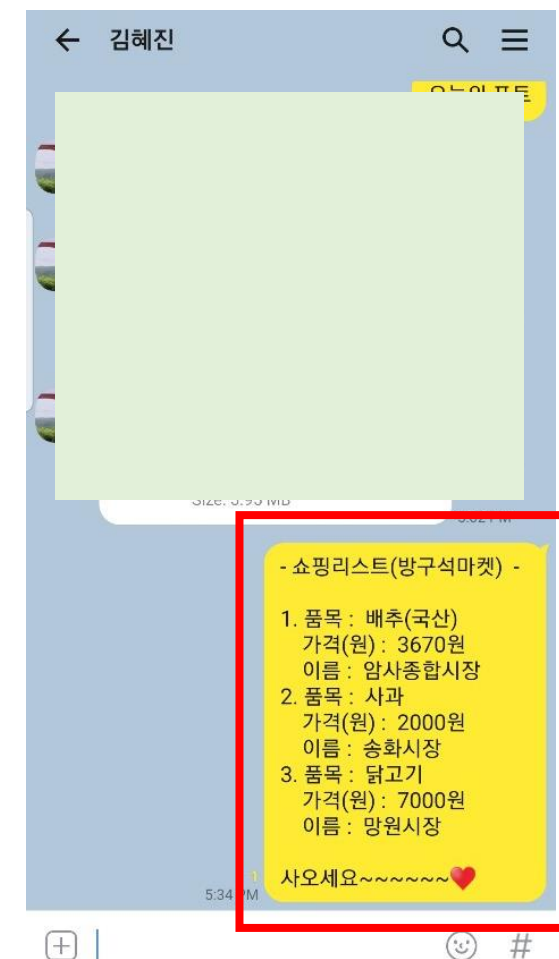 김혜진
- 쇼핑리스트(방구석마켓) -
1. 품목 : 배추(국산)
가격(원) : 3670원
이름 : 암사종합시장
2. 품목 : 사과
가격(원) : 2000원
이름 : 송화시장
3. 품목 : 닭고기
가격(원) : 7000원
이름 : 망원시장
사오세요~~~~~~❤️
1
5:34 PM
#